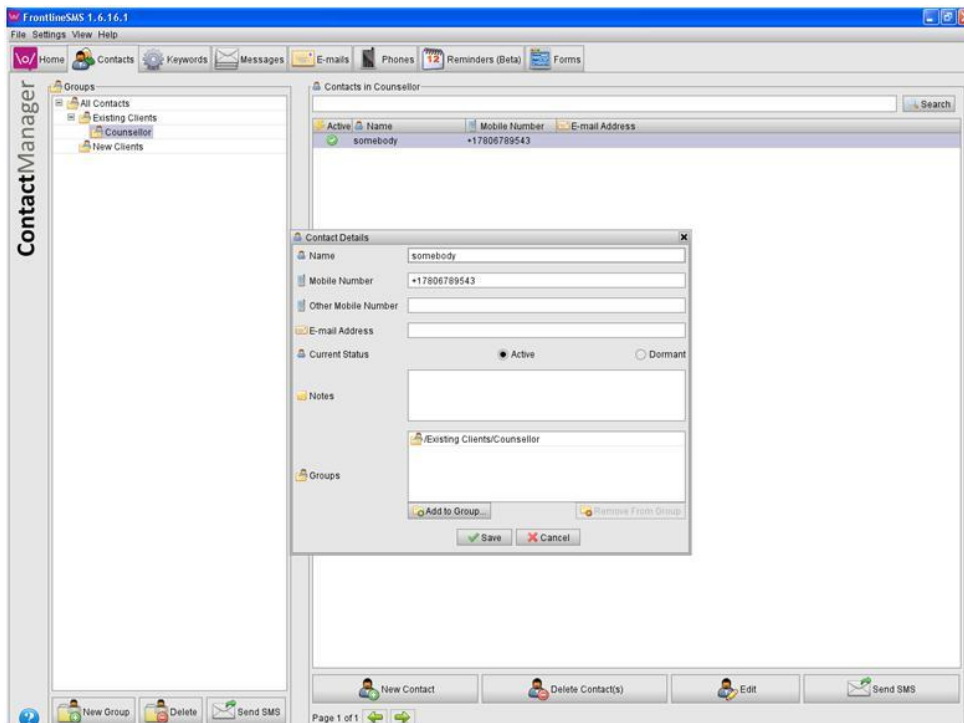 FrontlineSMS 1.6.16.1
File Settings View Help
\o/ Home Contacts Keywords Messages E-mails Phones 12 Reminders (Beta) Forms
ContactManager
Groups
All Contacts
Existing Clients
Counsellor
New Clients
Contacts in Counsellor
Search
Active Name Mobile Number E-mail Address
somebody +17806789543
Contact Details
Name somebody
Mobile Number +17806789543
Other Mobile Number
E-mail Address
Current Status Active Dormant
Notes
/Existing Clients/Counsellor
Groups
Add to Group... Remove From Group
Save Cancel
New Contact Delete Contact(s) Edit Send SMS
? New Group Delete Send SMS
Page 1 of 1